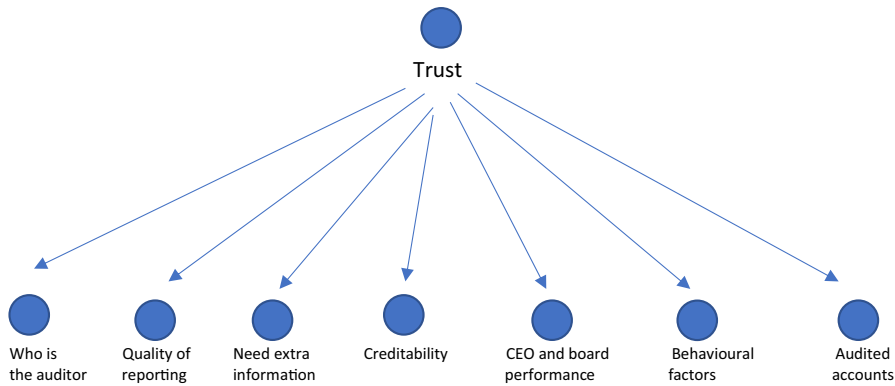 Trust
Who is
the auditor
Quality of
reporting
Need extra
information
Creditability
CEO and board
performance
Behavioural
factors
Audited
accounts